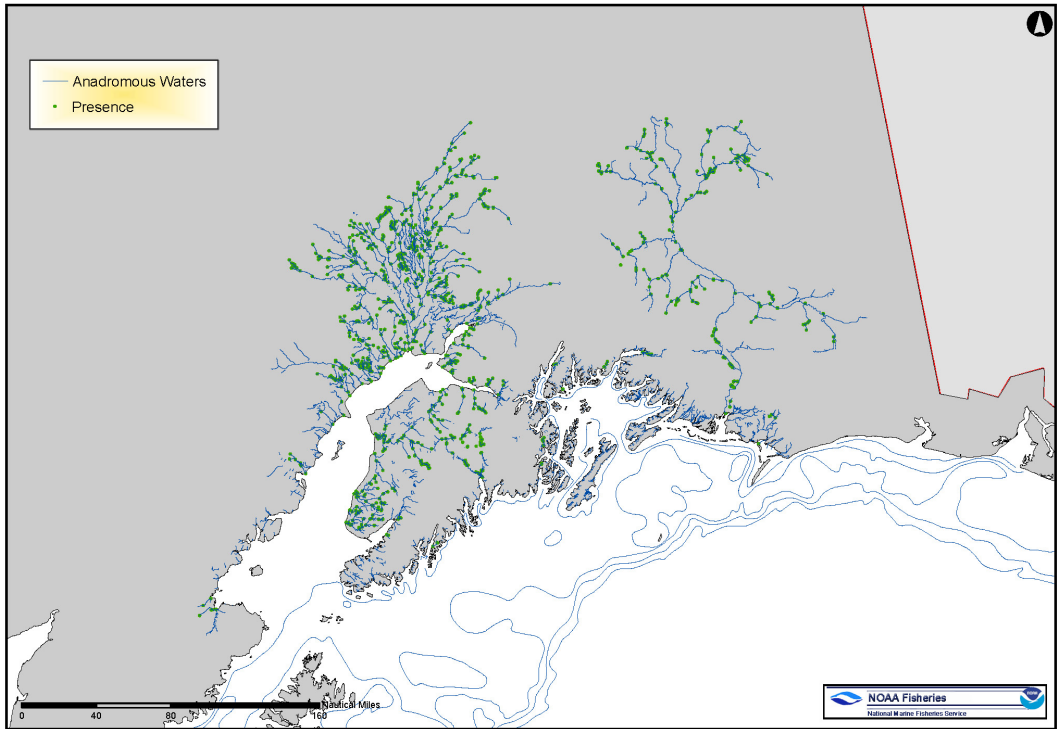 Anadromous Waters
Presence
Nautical Miles
0 40 80 160
NOAA Fisheries
National Marine Fisheries Service